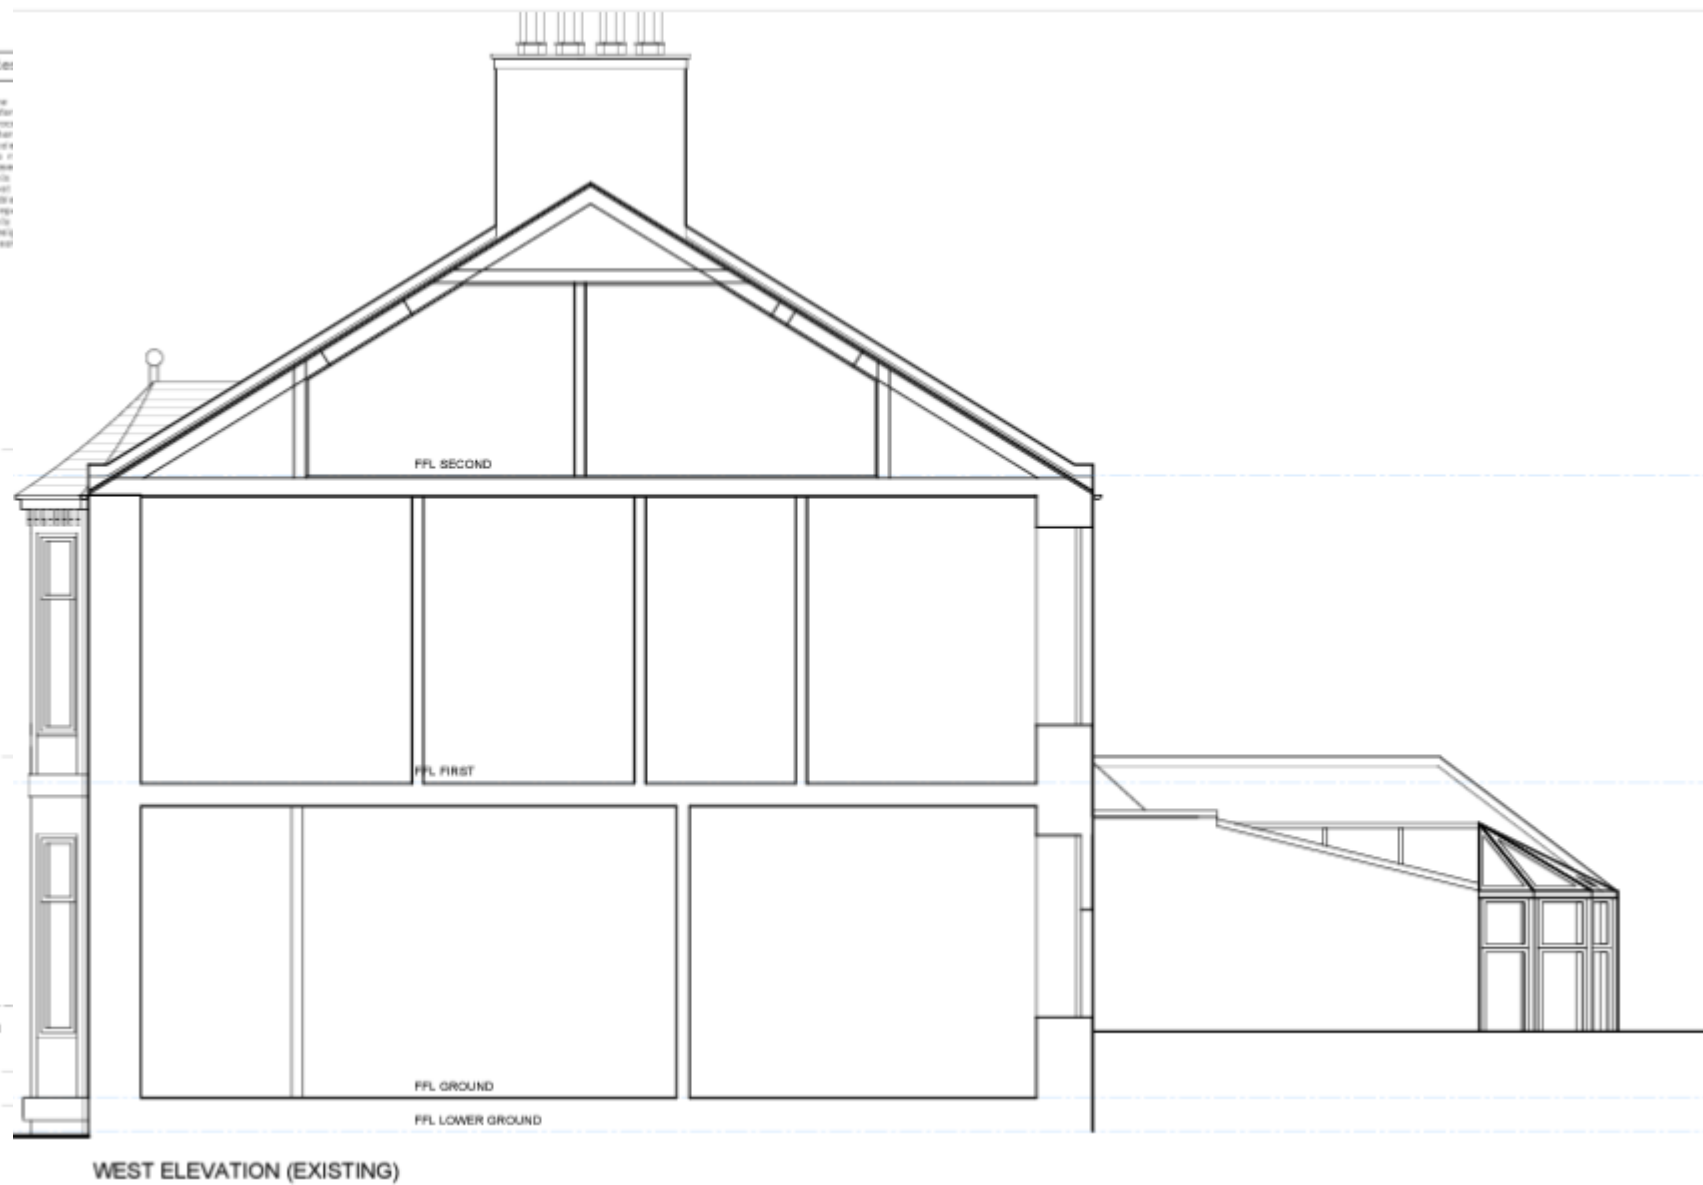 FFL SECOND
FFL FIRST
FFL GROUND
FFL LOWER GROUND
WEST ELEVATION (EXISTING)